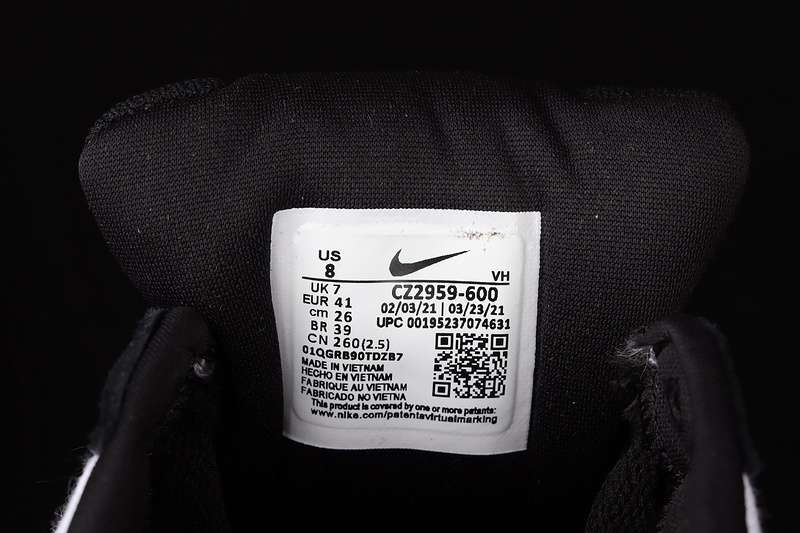 US
8
VH
UK 7
EUR 41
cm 26
BR 39
CN 260(2.5)
CZ2959-600
02/03/21 | 03/23/21
UPC 00195237074631
01QGRB90TDZB7
MADE IN VIETNAM
HECHO EN VIETNAM
FABRIQUE AU VIETNAM
FABRICADO NO VIETNA
This product is covered by one or more patents:
www.nike.com/patentsvirtualmarking